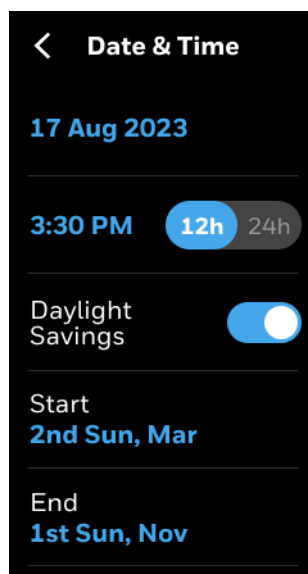 Date & Time
17 Aug 2023
3:30 PM 12h 24h
Daylight
Savings
Start
2nd Sun, Mar
End
1st Sun, Nov